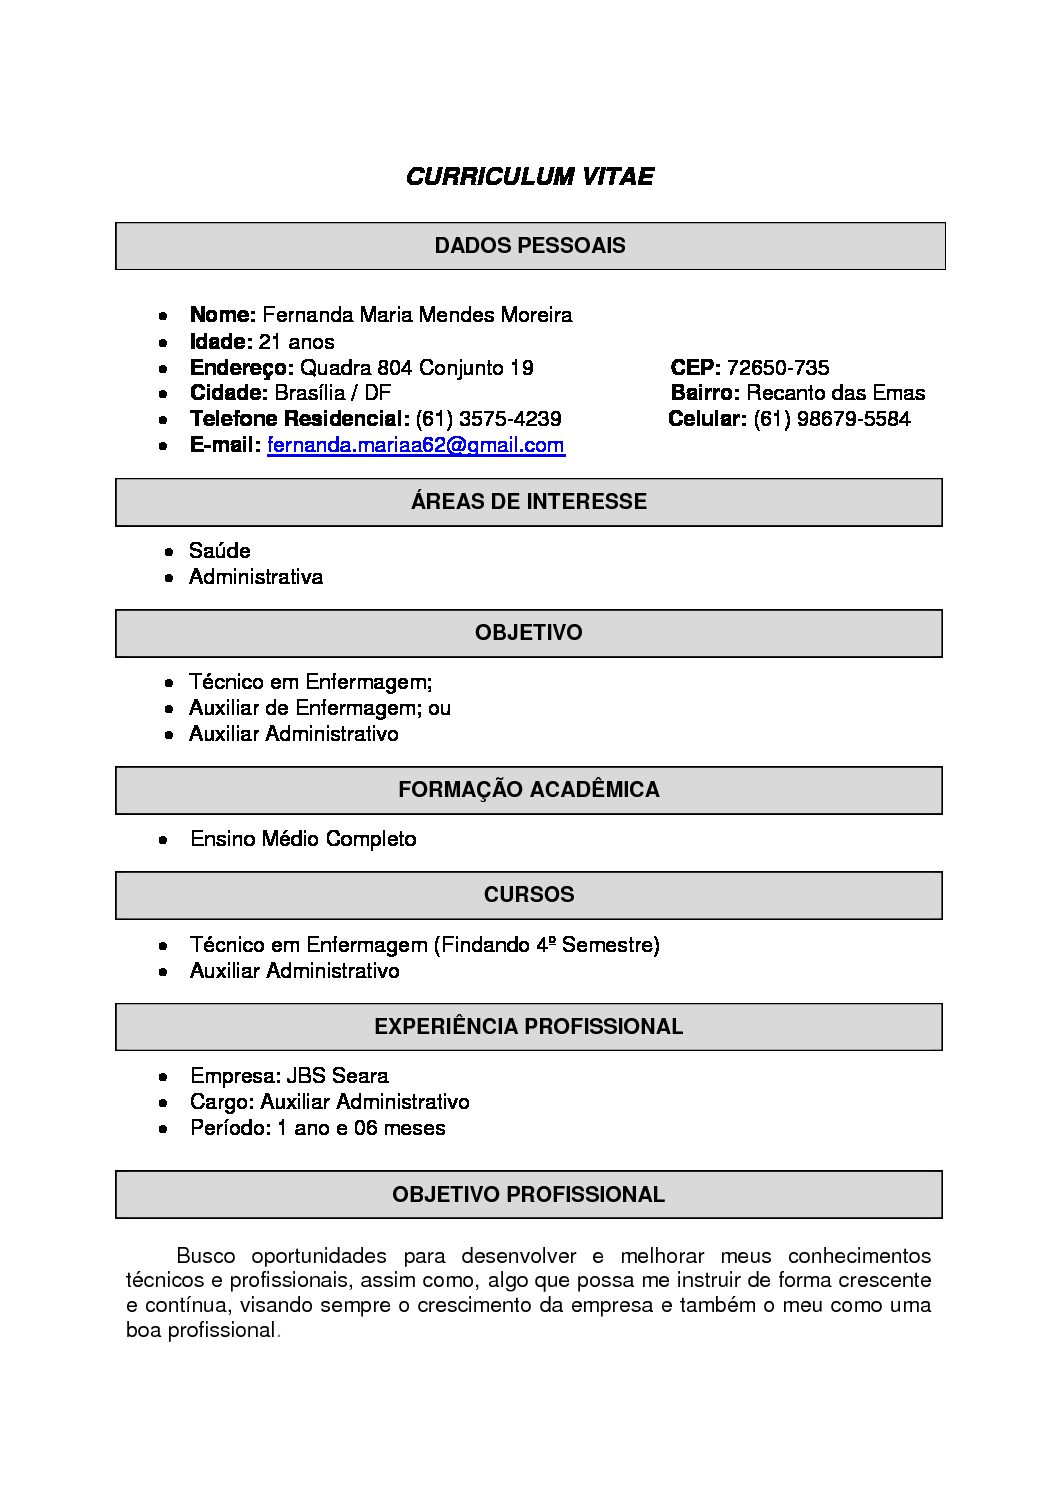 CURRICULUM VITAE
DADOS PESSOAIS
• Nome: Fernanda Maria Mendes Moreira
• Idade: 21 anos
• Endereço: Quadra 804 Conjunto 19 CEP: 72650-735
• Cidade: Brasília / DF Bairro: Recanto das Emas
• Telefone Residencial: (61) 3575-4239 Celular: (61) 98679-5584
• E-mail: fernanda.mariaa62@gmail.com
ÁREAS DE INTERESSE
• Saúde
• Administrativa
OBJETIVO
• Técnico em Enfermagem;
• Auxiliar de Enfermagem; ou
• Auxiliar Administrativo
FORMAÇÃO ACADÊMICA
• Ensino Médio Completo
CURSOS
• Técnico em Enfermagem (Findando 4º Semestre)
• Auxiliar Administrativo
EXPERIÊNCIA PROFISSIONAL
• Empresa: JBS Seara
• Cargo: Auxiliar Administrativo
• Período: 1 ano e 06 meses
OBJETIVO PROFISSIONAL
Busco oportunidades para desenvolver e melhorar meus conhecimentos
técnicos e profissionais, assim como, algo que possa me instruir de forma crescente
e contínua, visando sempre o crescimento da empresa e também o meu como uma
boa profissional.